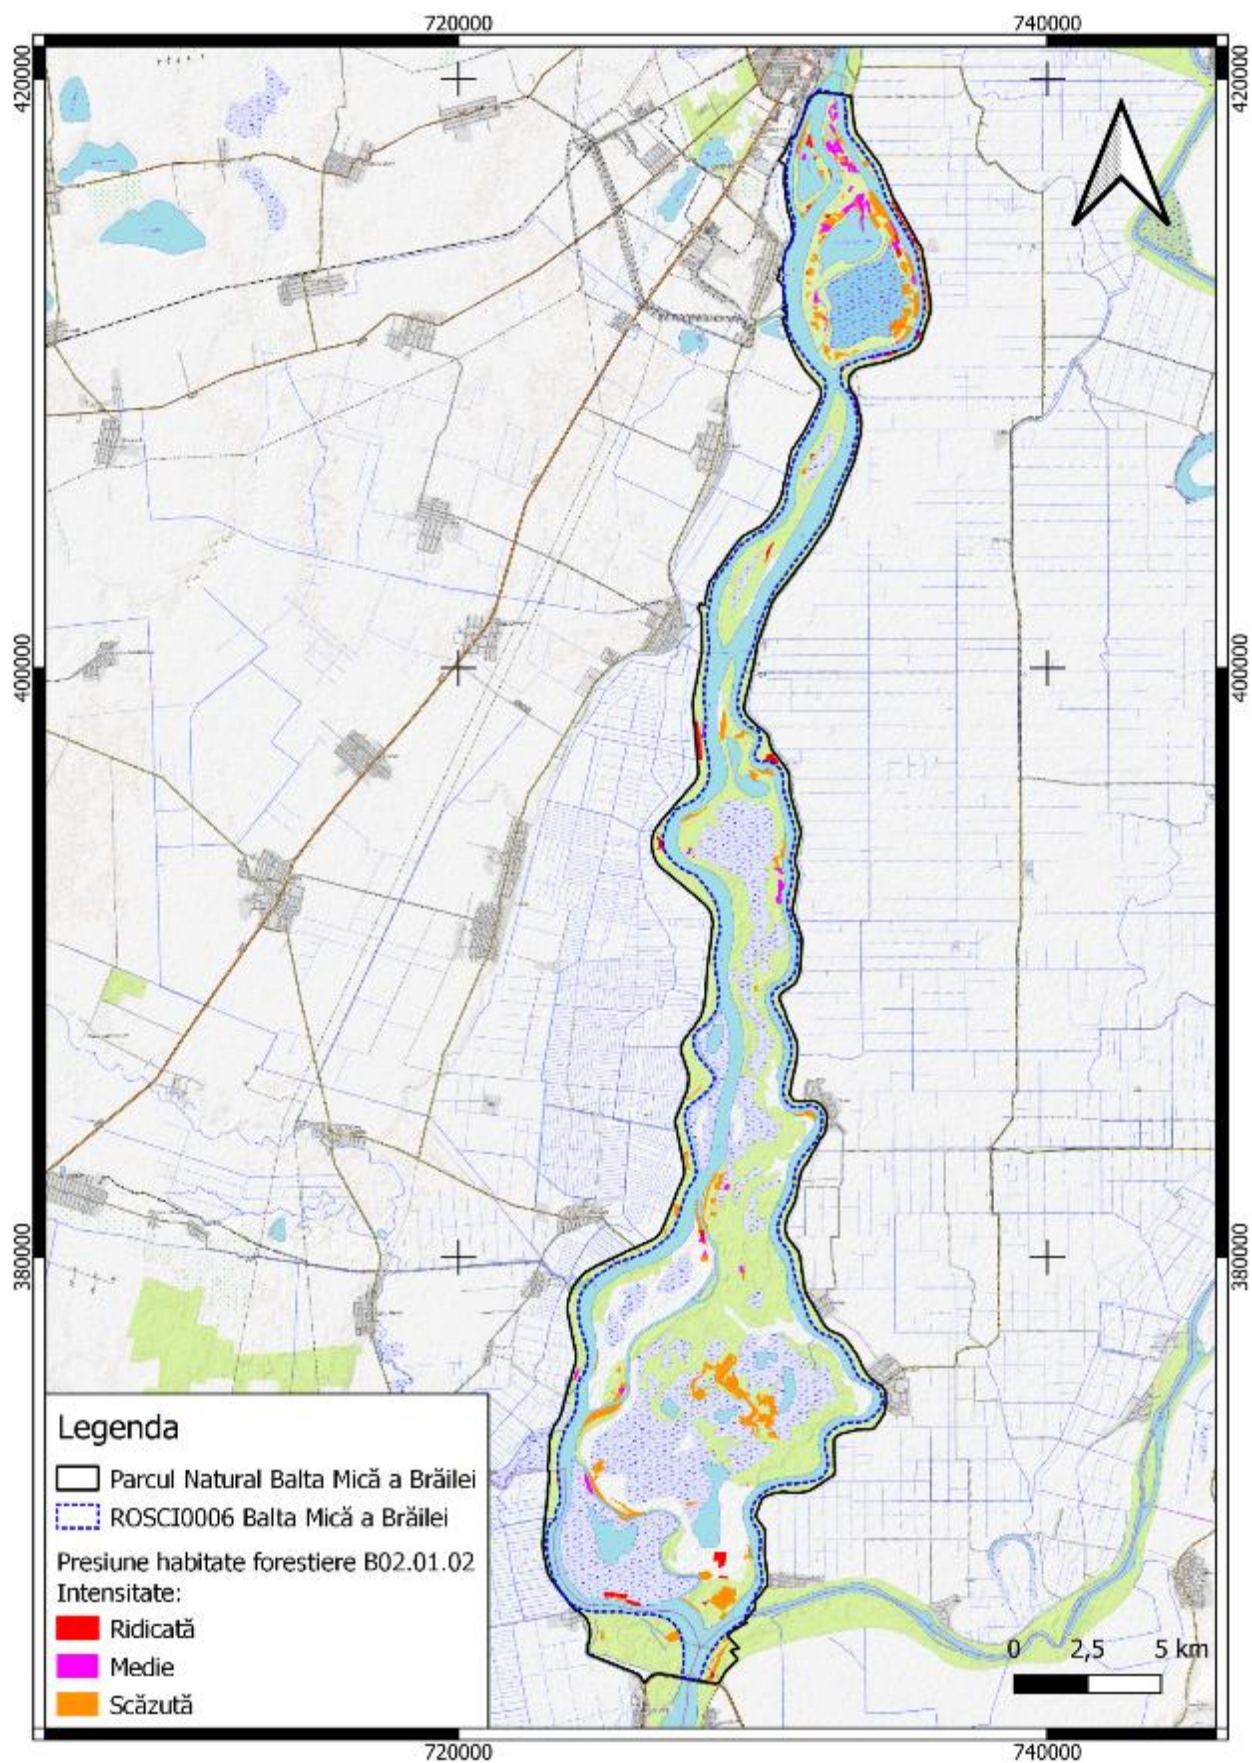 720000 740000
420000 420000
400000 400000
380000 380000
Legenda
Parcul Natural Balta Mică a Brăilei
ROSCI0006 Balta Mică a Brăilei
Presiune habitate forestiere B02.01.02
Intensitate:
Ridicată
Medie
Scăzută
0 2,5 5 km
720000 740000